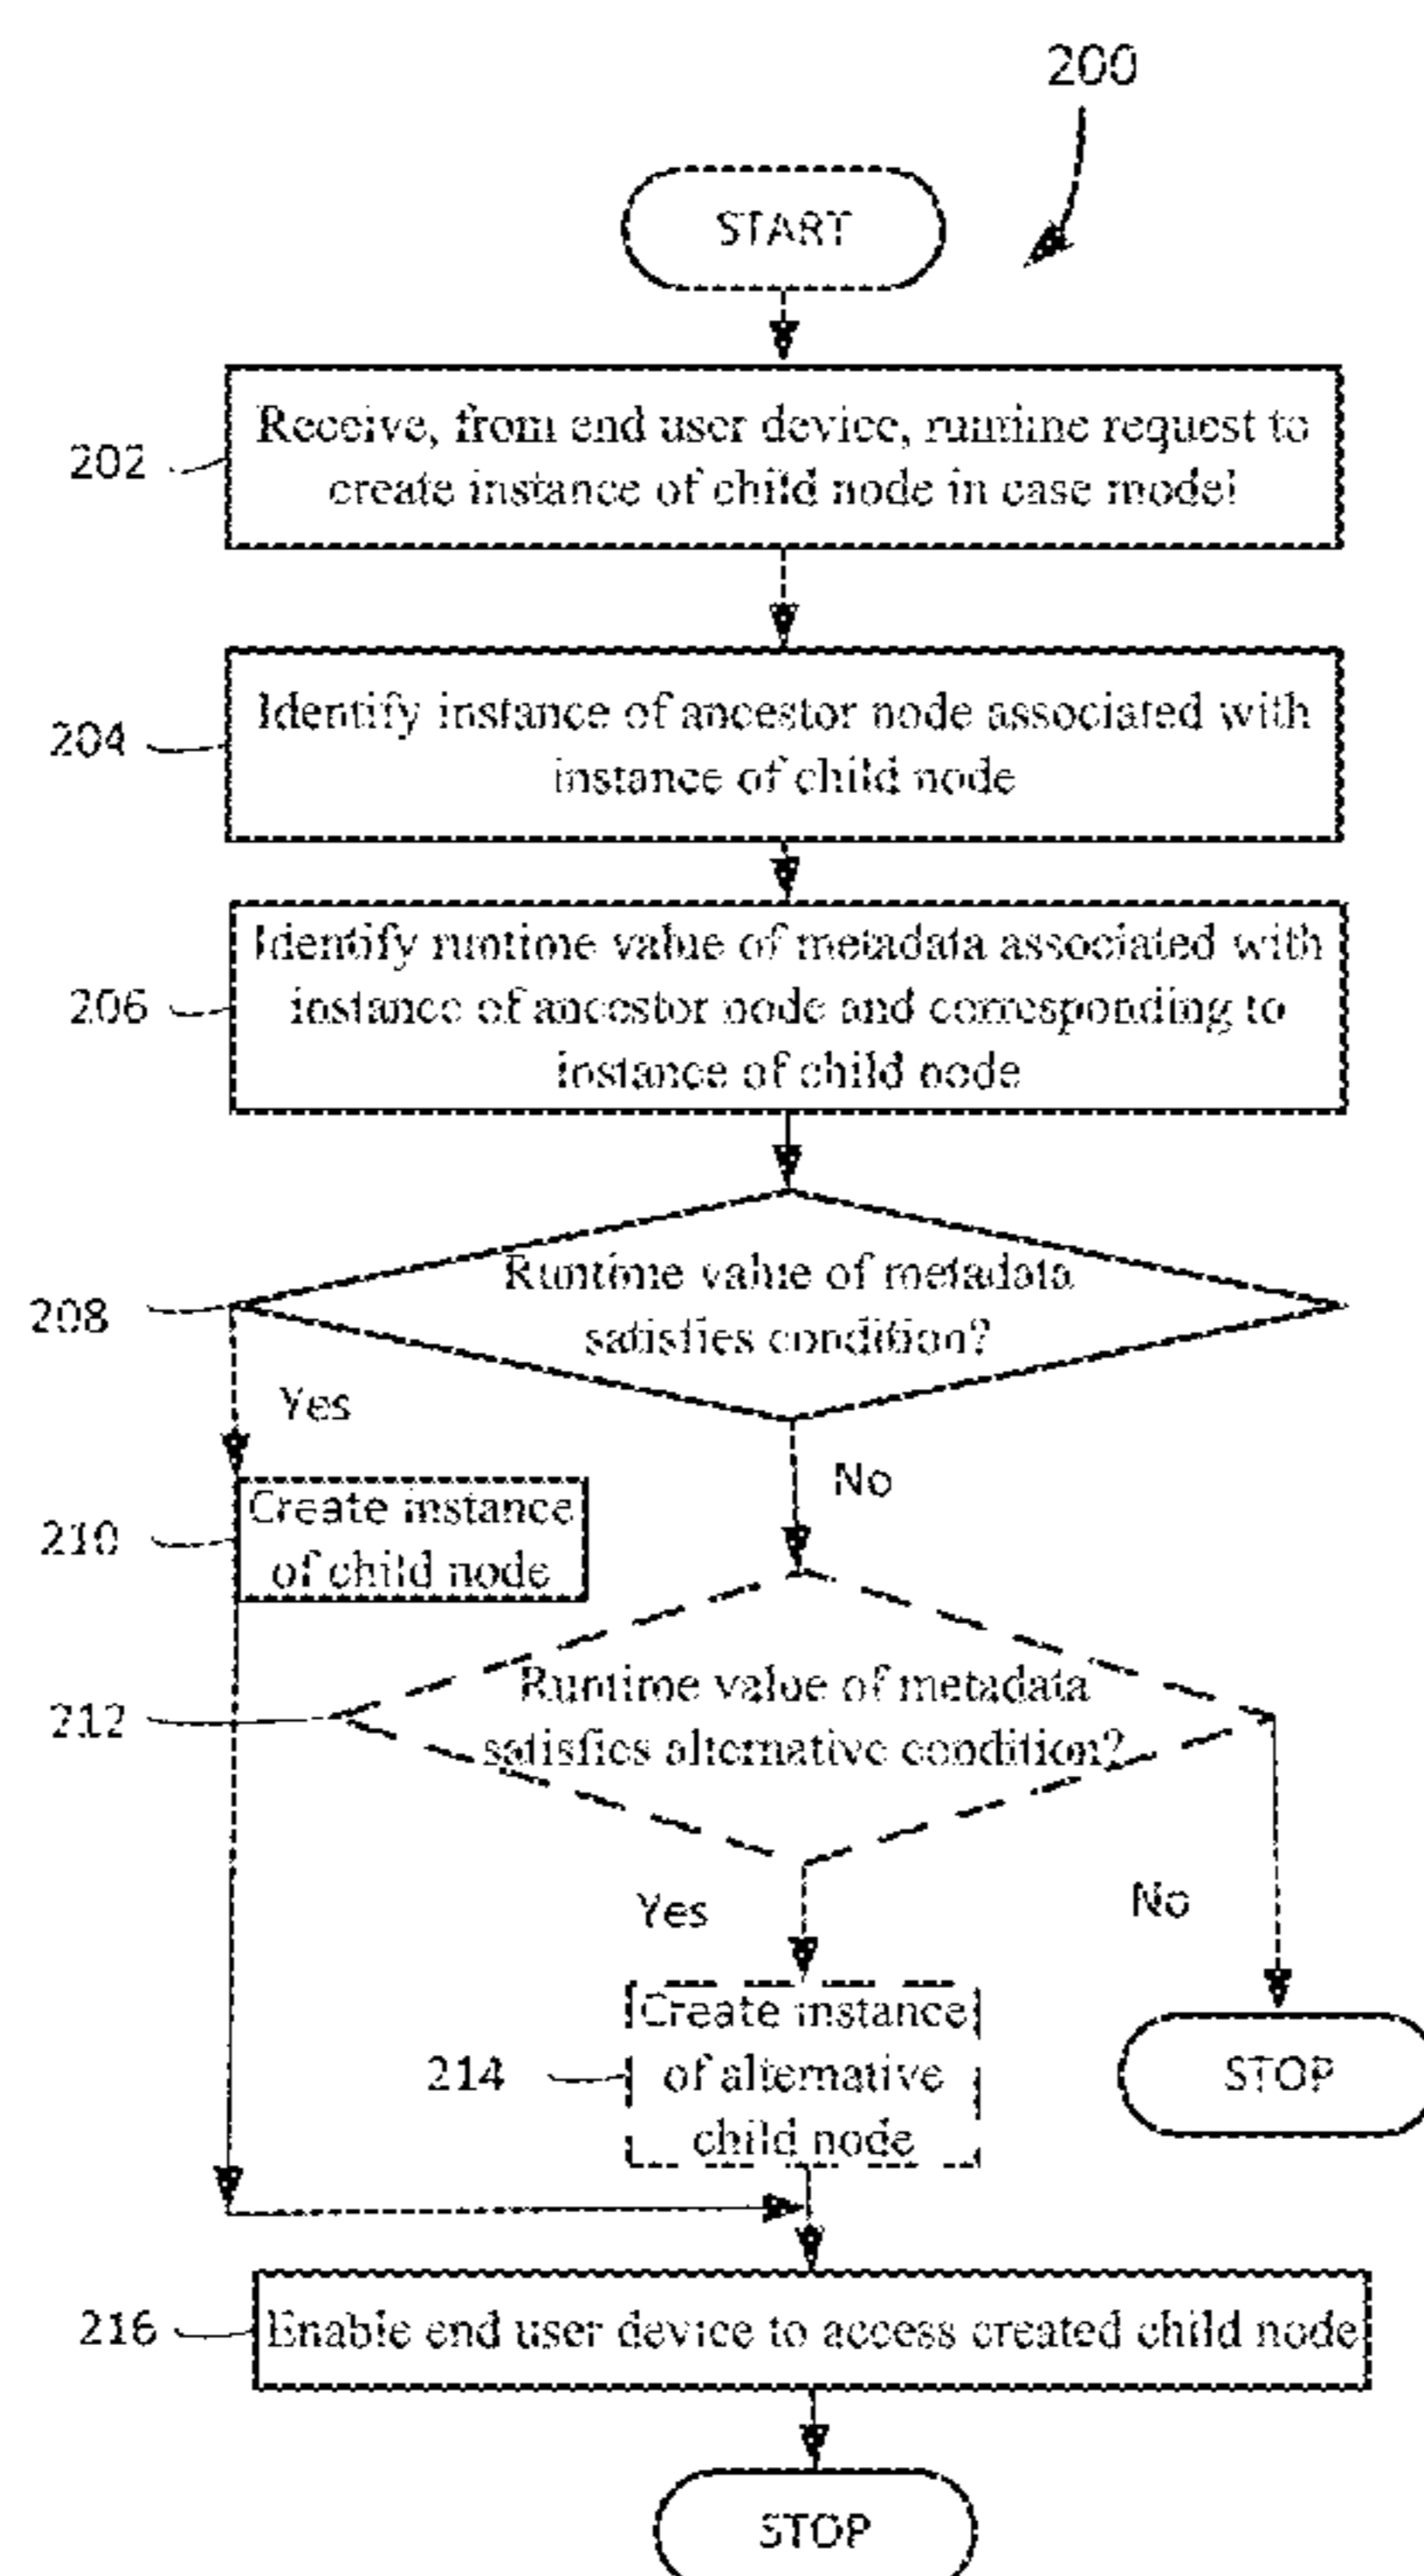 200
START
Receive, from end user device, runtime request to
create instance of child node in case model
202
Identify instance of ancestor node associated with
instance of child node
204
Identify runtime value of metadata associated with
instance of ancestor node and corresponding to
instance of child node
206
Runtime value of metadata
satisfies condition?
208
Yes
No
Create instance
of child node
210
Runtime value of metadata
satisfies alternative condition?
212
Yes
No
Create instance
of alternative
child node
214
STOP
Enable end user device to access created child node
216
STOP